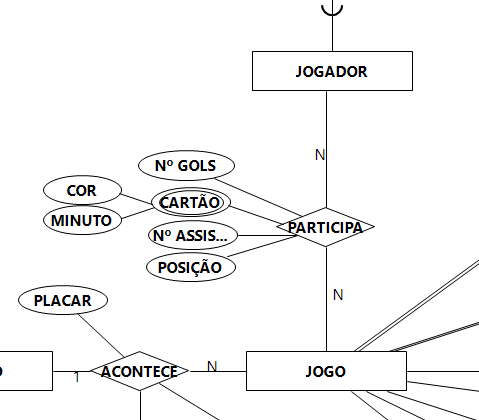 JOGADOR
N
Nº GOLS
COR
CARTÃO
MINUTO
PARTICIPA
Nº ASSIS...
POSIÇÃO
N
PLACAR
O
1
ACONTECE
N
JOGO